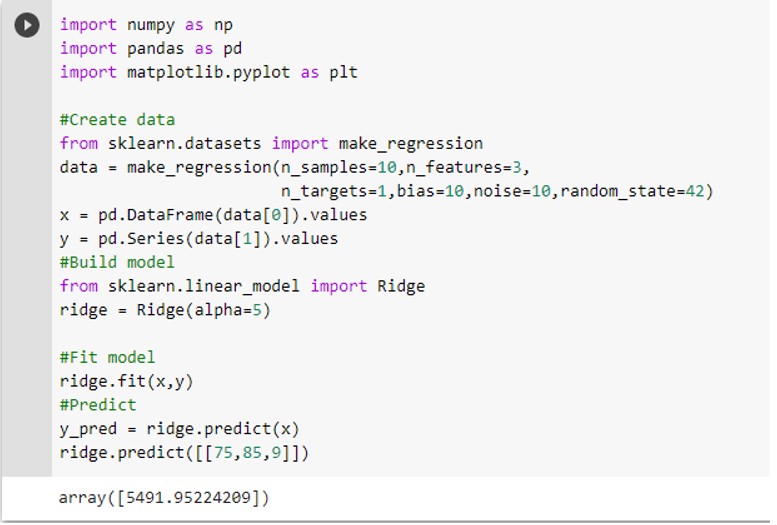 import numpy as np
import pandas as pd
import matplotlib.pyplot as plt
#Create data
from sklearn.datasets import make_regression
data = make_regression(n_samples=10,n_features=3,
n_targets=1,bias=10,noise=10,random_state=42)
x = pd.DataFrame(data[0]).values
y = pd.Series(data[1]).values
#Build model
from sklearn.linear_model import Ridge
ridge = Ridge(alpha=5)
#Fit model
ridge.fit(x,y)
#Predict
y_pred = ridge.predict(x)
ridge.predict([[75,85,9]])
array([5491.95224209])